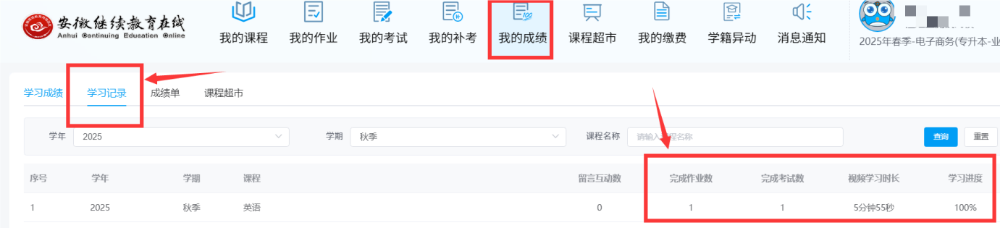 安徽继续教育在线
Anhui Continuing Education Online
我的课程 我的作业 我的考试 我的补考 我的成绩 课程超市 我的缴费 学籍异动 消息通知
100
2025年春季-电子商务(专升本-业
学习成绩 学习记录 成绩单 课程超市
学年 2025 学期 秋季 课程名称 请输入课程名称 查询 重置
序号 学年 学期 课程 留言互动数 完成作业数 完成考试数 视频学习时长 学习进度
1 2025 秋季 英语 0 1 1 5分钟55秒 100%